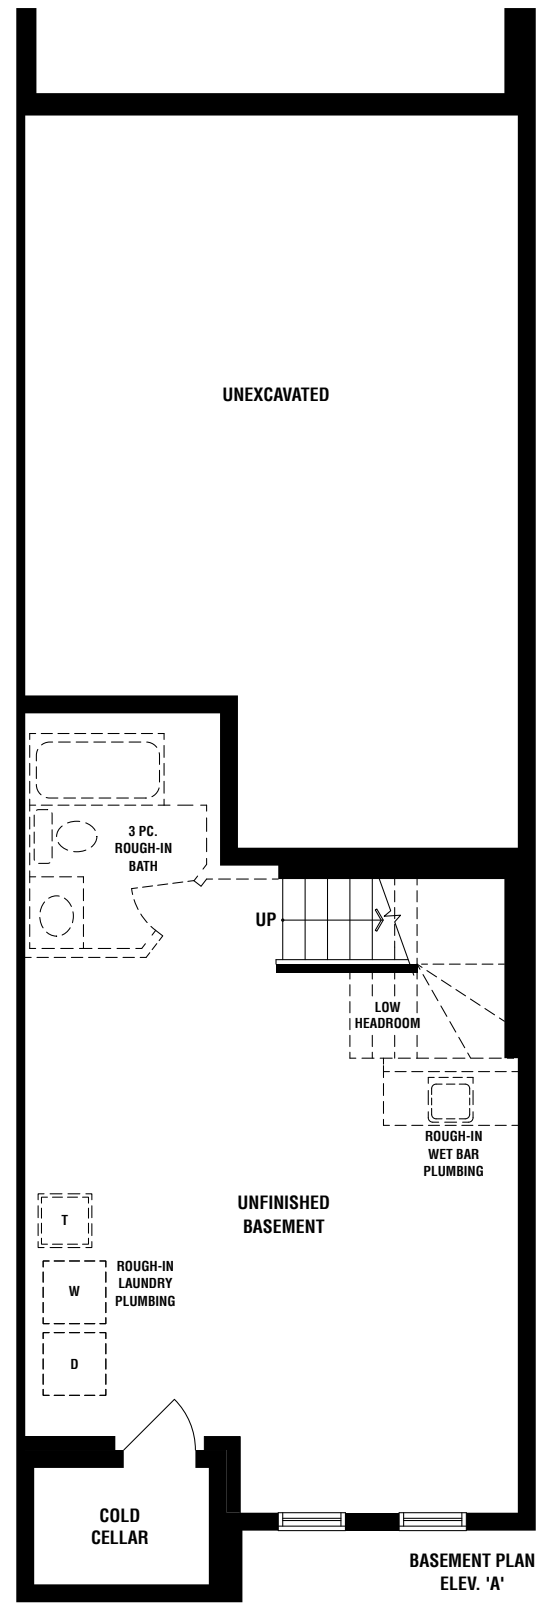 UNEXCAVATED
3 PC.
ROUGH-IN
BATH
UP
LOW
HEADROOM
ROUGH-IN
WET BAR
PLUMBING
UNFINISHED
BASEMENT
T
ROUGH-IN
LAUNDRY
PLUMBING
W
D
COLD
CELLAR
BASEMENT PLAN
ELEV. 'A'